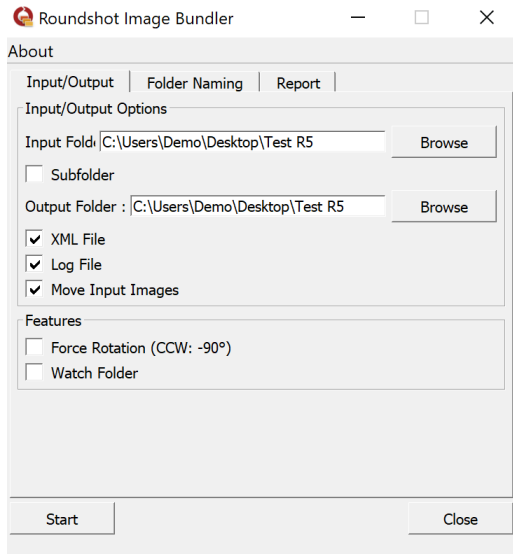 Roundshot Image Bundler
About
Input/Output Folder Naming Report
Input/Output Options
Input Folde C:\Users\Demo\Desktop\Test R5 Browse
Subfolder
Output Folder : C:\Users\Demo\Desktop\Test R5 Browse
XML File
Log File
Move Input Images
Features
Force Rotation (CCW: -90°)
Watch Folder
Start Close